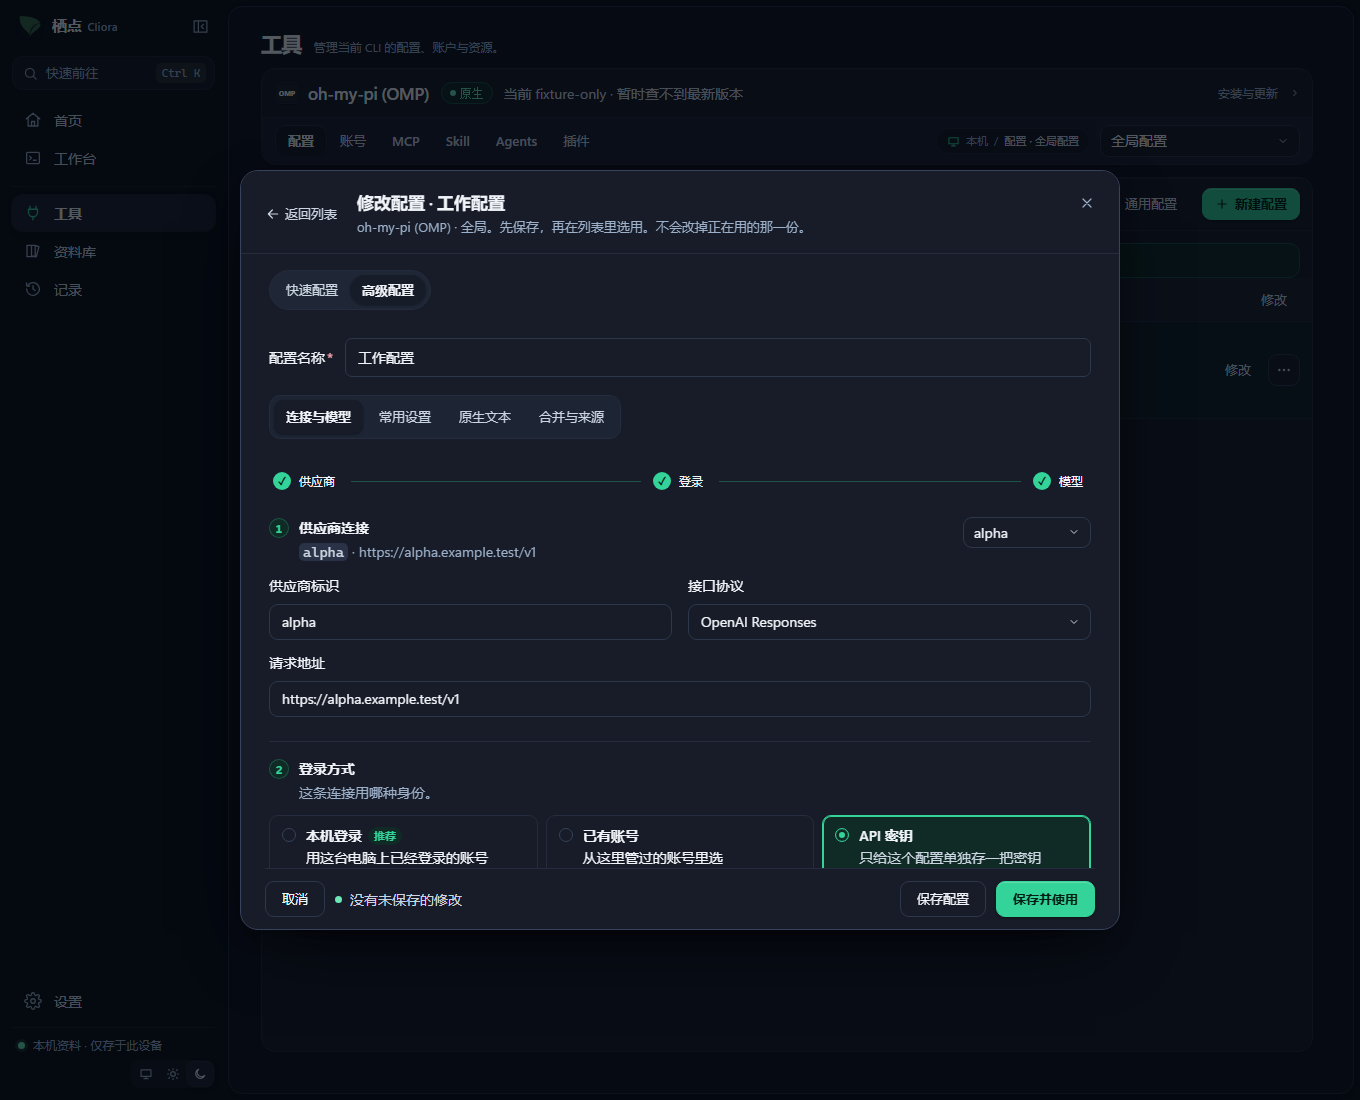 栖点 Cliora
快速前往 Ctrl K
首页
工作台
工具
资料库
记录
设置
本机资料 · 仅存于此设备
工具 管理当前 CLI 的配置、账户与资源。
OMP oh-my-pi (OMP) 原生 当前 fixture-only · 暂时查不到最新版本 安装与更新
配置 账号 MCP Skill Agents 插件 本机 / 配置 · 全局配置 全局配置
通用配置 + 新建配置
修改
修改 ···
返回列表 修改配置 · 工作配置
oh-my-pi (OMP) · 全局。先保存，再在列表里选用。不会改掉正在用的那一份。
快速配置 高级配置
配置名称* 工作配置
连接与模型 常用设置 原生文本 合并与来源
供应商 登录 模型
1 供应商连接 alpha
alpha · https://alpha.example.test/v1
供应商标识 接口协议
alpha OpenAI Responses
请求地址
https://alpha.example.test/v1
2 登录方式
这条连接用哪种身份。
本机登录 推荐 已有账号 API 密钥
用这台电脑上已经登录的账号 从这里管过的账号里选 只给这个配置单独存一把密钥
取消 没有未保存的修改 保存配置 保存并使用